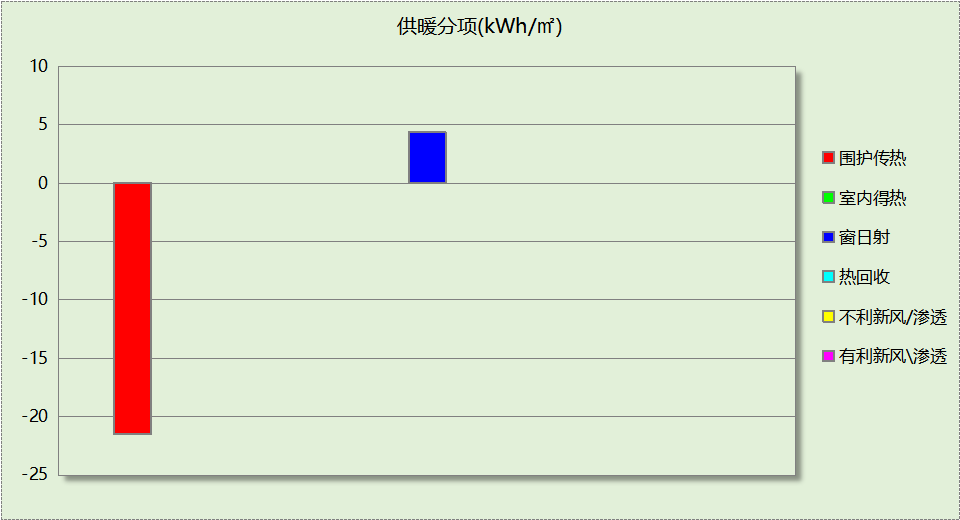 供暖分项(kWh/㎡)
10
5
0
-5
-10
-15
-20
-25
围护传热
室内得热
窗日射
热回收
不利新风/渗透
有利新风\渗透